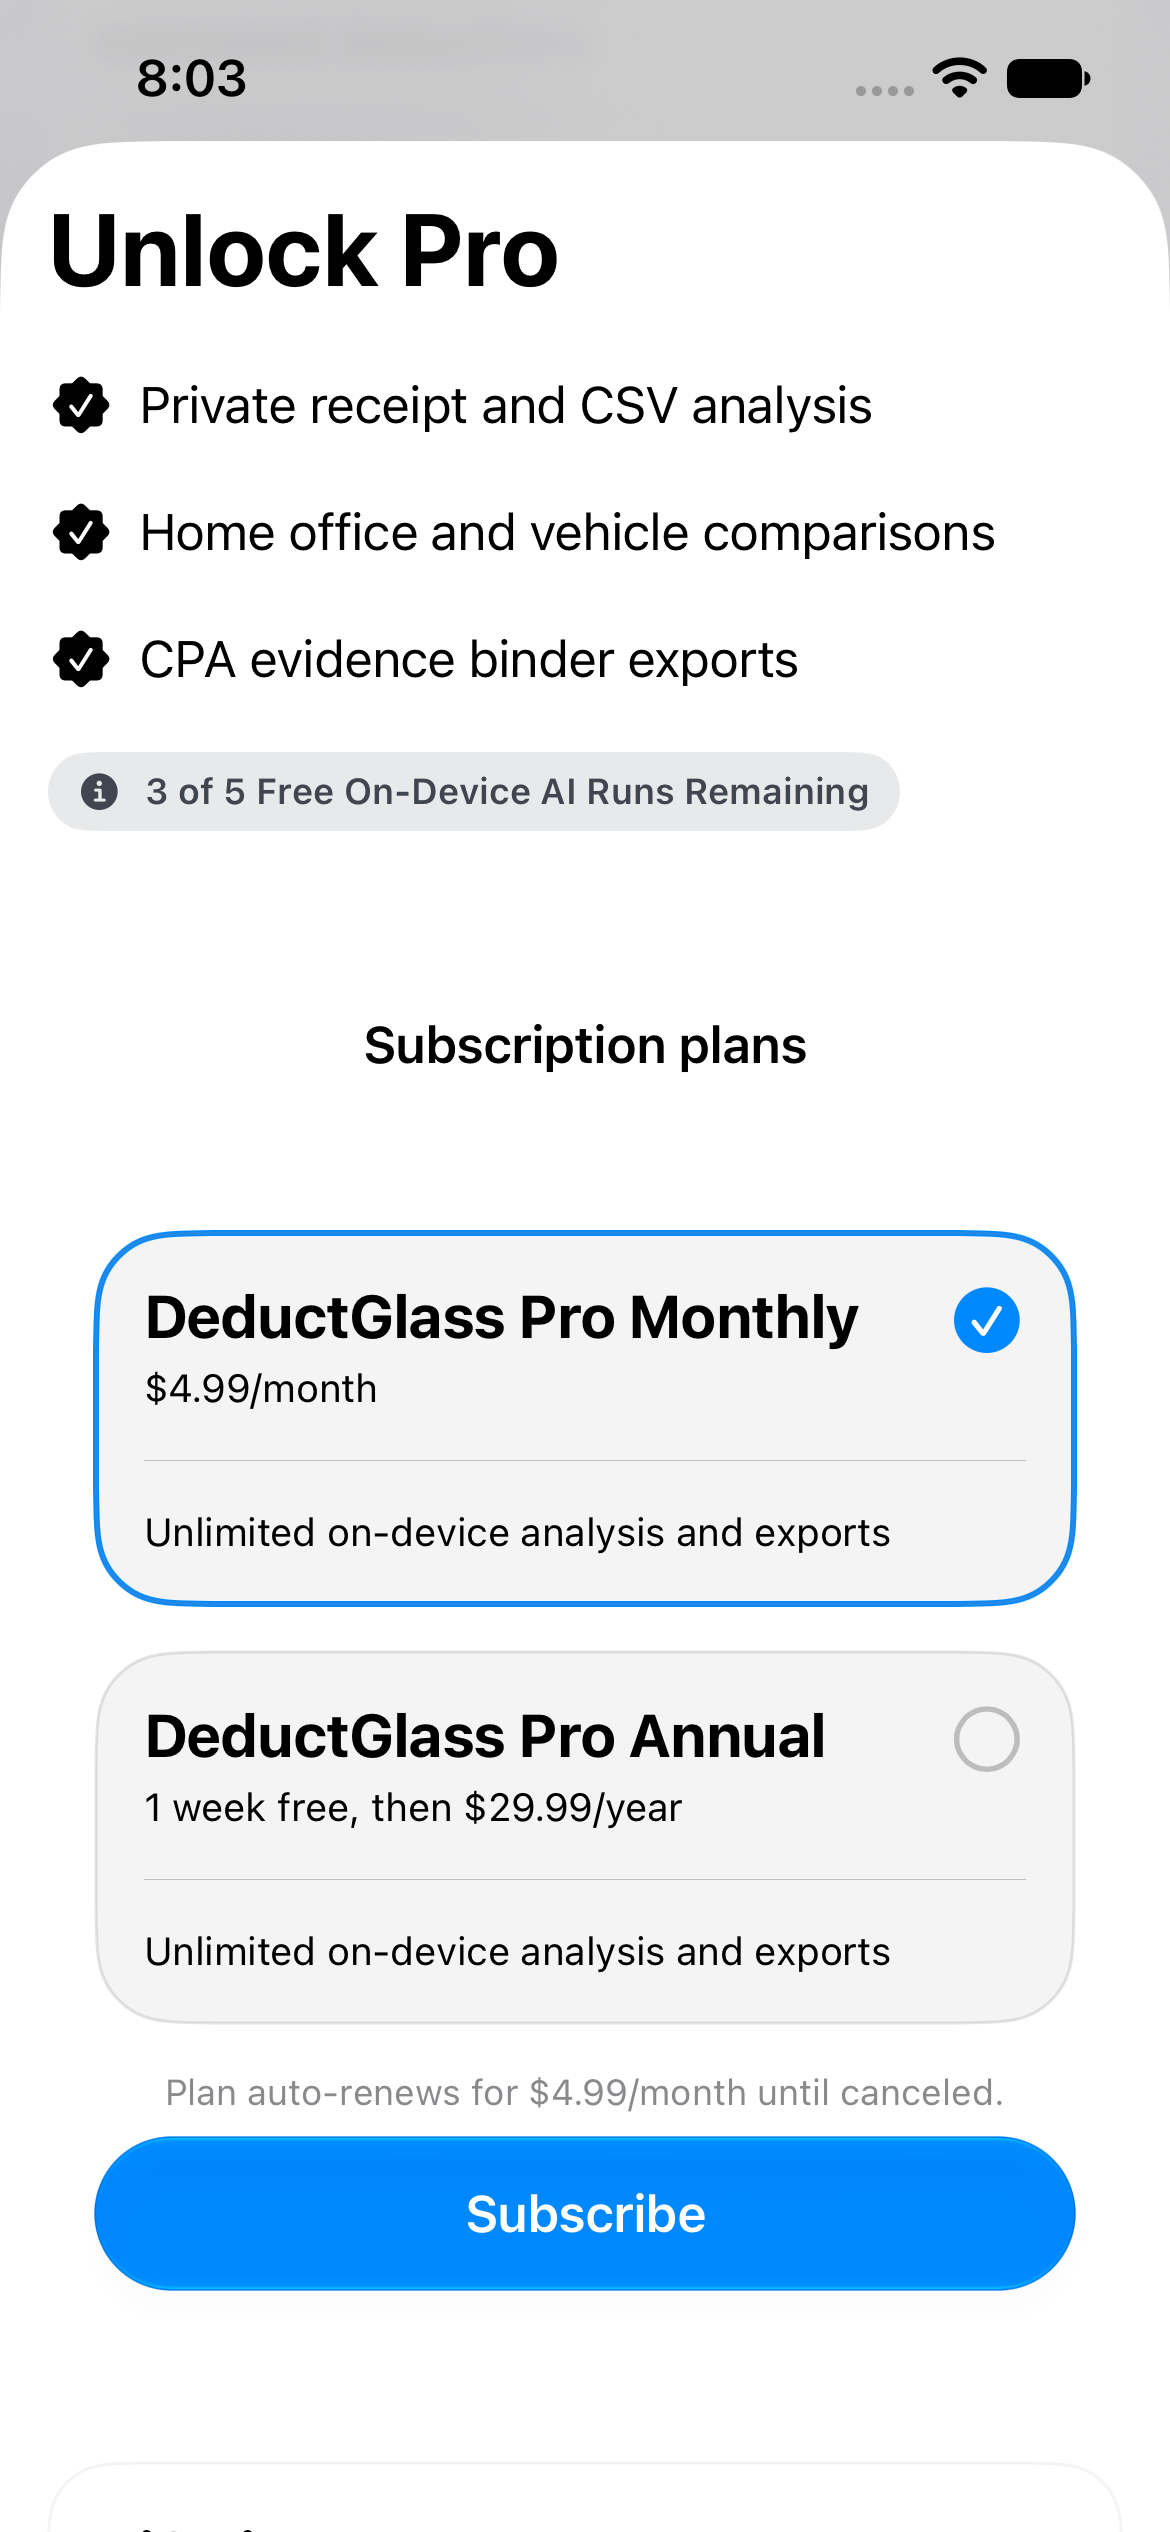 8:03
Unlock Pro
Private receipt and CSV analysis
Home office and vehicle comparisons
CPA evidence binder exports
3 of 5 Free On-Device AI Runs Remaining
Subscription plans
DeductGlass Pro Monthly
$4.99/month
Unlimited on-device analysis and exports
DeductGlass Pro Annual
1 week free, then $29.99/year
Unlimited on-device analysis and exports
Plan auto-renews for $4.99/month until canceled.
Subscribe